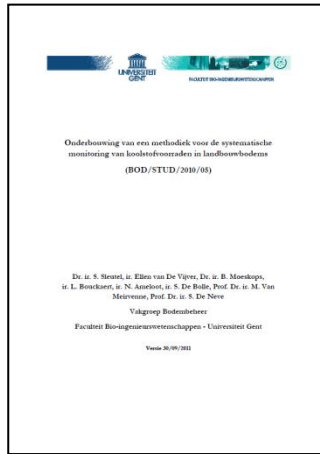 UNIVERSITEIT
GENT
FACULTEIT BIO-INGENIEURSWETENSCHAPPEN
Onderbouwing van een methodiek voor de systematische
monitoring van koolstofvoorraden in landbouwbodems
(BOD/STUD/2010/05)
Dr. ir. S. Sleutel, ir. Ellen van De Vijver, Dr. ir. B. Moeskops,
ir. L. Bouckaert, ir. N. Ameloot, ir. S. De Bolle, Prof. Dr. ir. M. Van
Meirvenne, Prof. Dr. ir. S. De Neve
Vakgroep Bodembeheer
Faculteit Bio-ingenieurswetenschappen - Universiteit Gent
Versie 30/09/2011